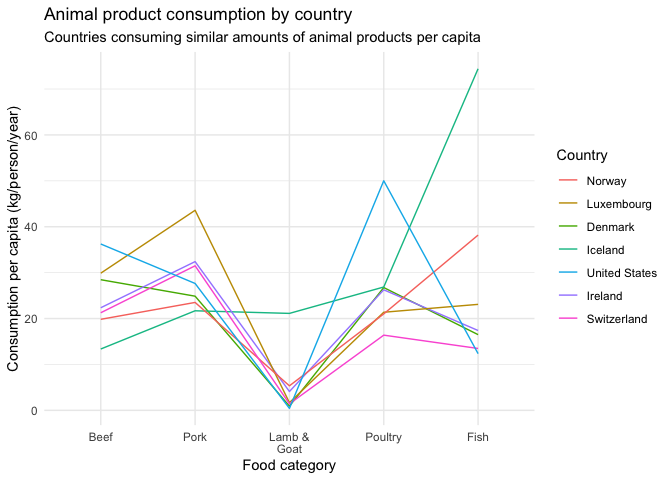 Animal product consumption by country
Countries consuming similar amounts of animal products per capita
Consumption per capita (kg/person/year)
60
40
20
0
Beef
Pork
Lamb &
Goat
Poultry
Fish
Food category
Country
Norway
Luxembourg
Denmark
Iceland
United States
Ireland
Switzerland